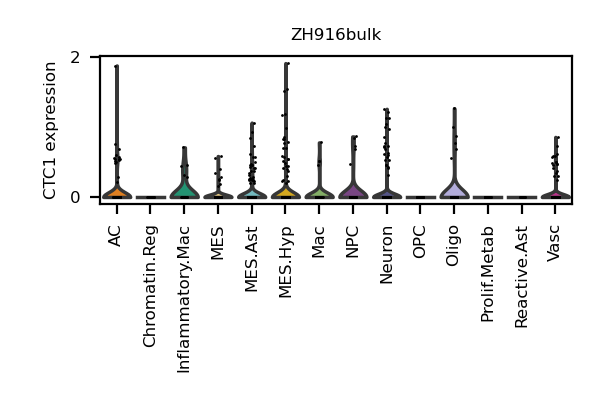 ZH916bulk
CTC1 expression
2
0
AC
Chromatin.Reg
Inflammatory.Mac
MES
MES.Ast
MES.Hyp
Mac
NPC
Neuron
OPC
Oligo
Prolif.Metab
Reactive.Ast
Vasc